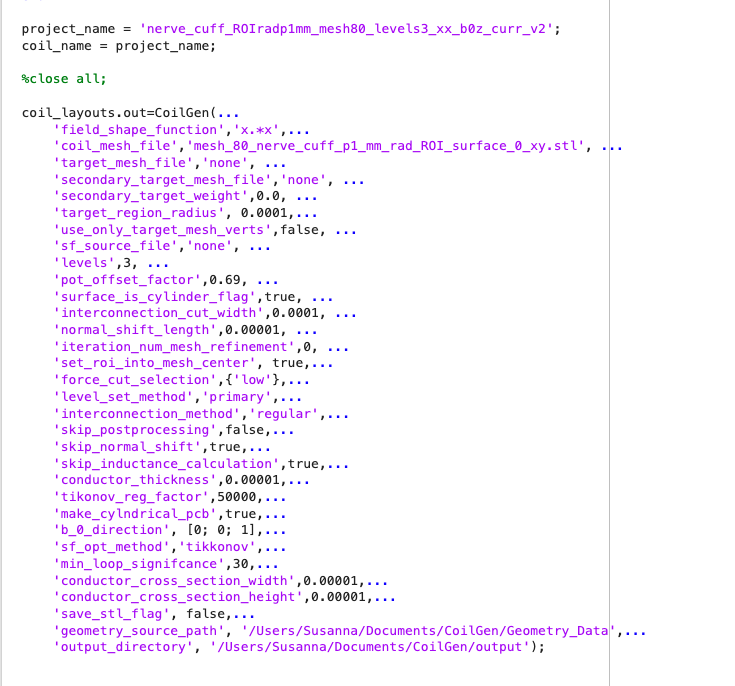 project_name = 'nerve_cuff_ROIradp1mm_mesh80_levels3_xx_b0z_curr_v2';
coil_name = project_name;
%close all;
coil_layouts.out=CoilGen(...
'field_shape_function','x.*x',...
'coil_mesh_file','mesh_80_nerve_cuff_p1_mm_rad_ROI_surface_0_xy.stl', ...
'target_mesh_file','none', ...
'secondary_target_mesh_file','none', ...
'secondary_target_weight',0.0, ...
'target_region_radius', 0.0001,...
'use_only_target_mesh_verts',false, ...
'sf_source_file','none', ...
'levels',3, ...
'pot_offset_factor',0.69, ...
'surface_is_cylinder_flag',true, ...
'interconnection_cut_width',0.0001, ...
'normal_shift_length',0.00001, ...
'iteration_num_mesh_refinement',0, ...
'set_roi_into_mesh_center', true,...
'force_cut_selection',{'low'},...
'level_set_method','primary',...
'interconnection_method','regular',...
'skip_postprocessing',false,...
'skip_normal_shift',true,...
'skip_inductance_calculation',true,...
'conductor_thickness',0.00001,...
'tikonov_reg_factor',50000,...
'make_cylndrical_pcb',true,...
'b_0_direction', [0; 0; 1],...
'sf_opt_method','tikkonov',...
'min_loop_signifcance',30,...
'conductor_cross_section_width',0.00001,...
'conductor_cross_section_height',0.00001,...
'save_stl_flag', false,...
'geometry_source_path', '/Users/Susanna/Documents/CoilGen/Geometry_Data',...
'output_directory', '/Users/Susanna/Documents/CoilGen/output');